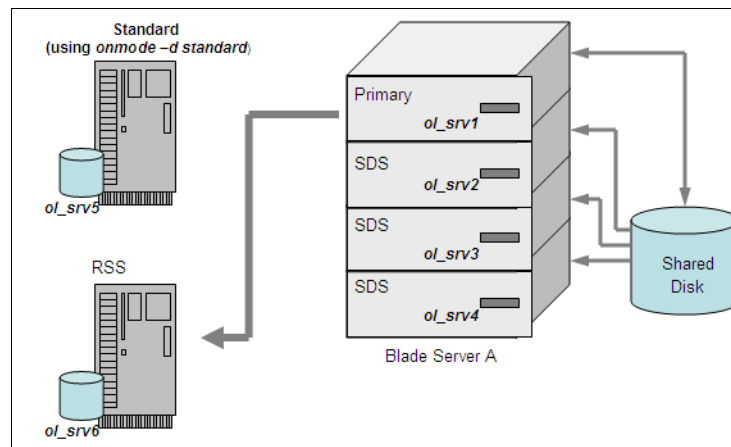 Standard
(using onmode –d standard)
ol_srv5
RSS
ol_srv6
Primary
ol_srv1
SDS
ol_srv2
SDS
ol_srv3
SDS
ol_srv4
Blade Server A
Shared
Disk